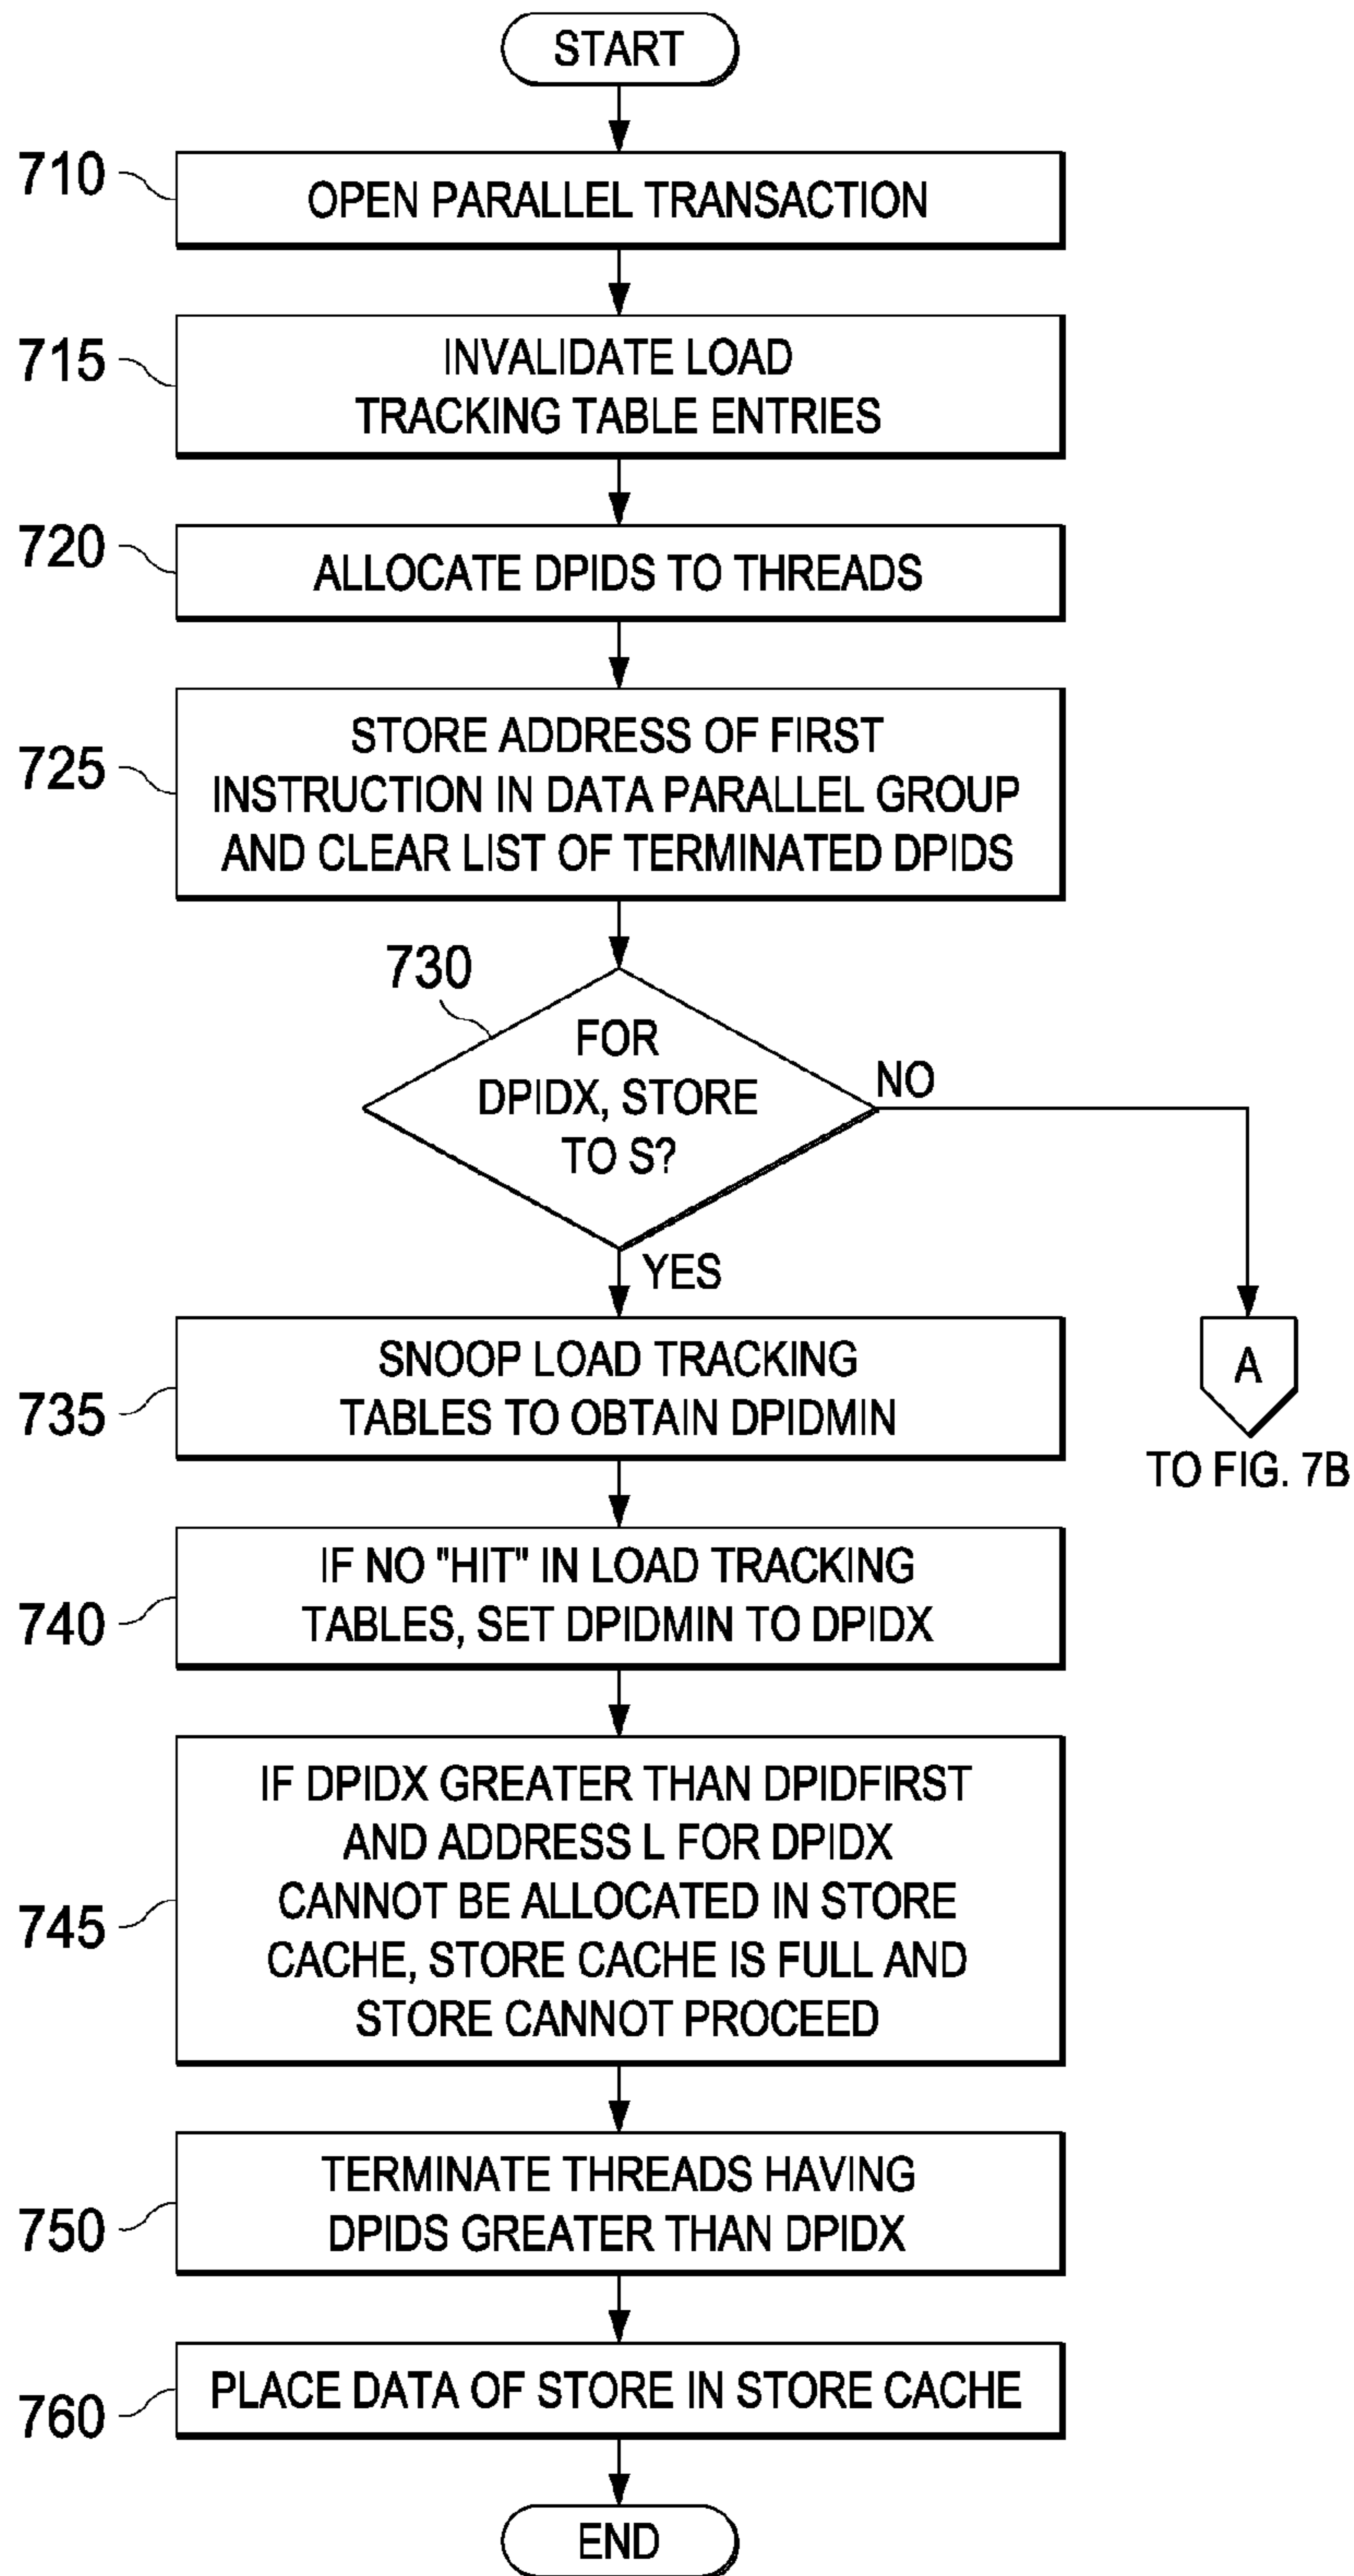 START
710
OPEN PARALLEL TRANSACTION
715
INVALIDATE LOAD
TRACKING TABLE ENTRIES
720
ALLOCATE DPIDS TO THREADS
725
STORE ADDRESS OF FIRST
INSTRUCTION IN DATA PARALLEL GROUP
AND CLEAR LIST OF TERMINATED DPIDS
730
FOR
DPIDX, STORE
TO S?
NO
YES
735
SNOOP LOAD TRACKING
TABLES TO OBTAIN DPIDMIN
A
TO FIG. 7B
740
IF NO "HIT" IN LOAD TRACKING
TABLES, SET DPIDMIN TO DPIDX
745
IF DPIDX GREATER THAN DPIDFIRST
AND ADDRESS L FOR DPIDX
CANNOT BE ALLOCATED IN STORE
CACHE, STORE CACHE IS FULL AND
STORE CANNOT PROCEED
750
TERMINATE THREADS HAVING
DPIDS GREATER THAN DPIDX
760
PLACE DATA OF STORE IN STORE CACHE
END